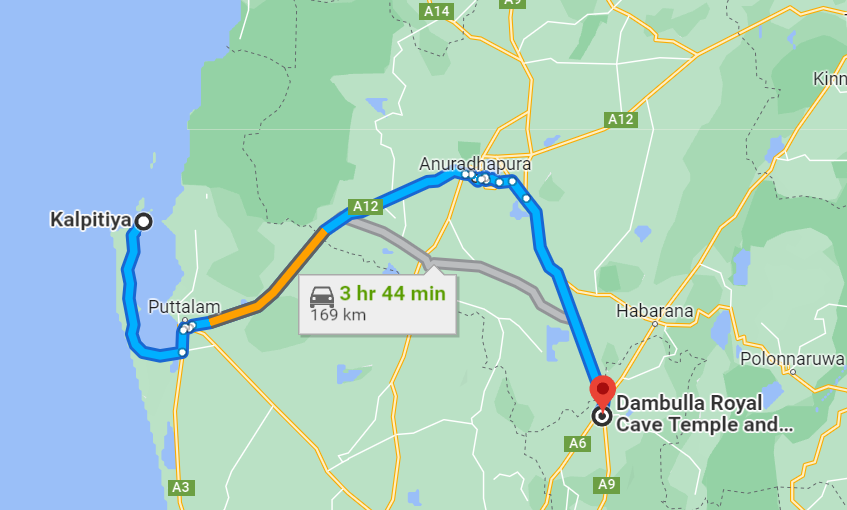 A14
A9
Kinn
A12
Anuradhapura
A12
Kalpitiya
3 hr 44 min
169 km
Puttalam
Habarana
Polonnaruwa
Dambulla Royal
Cave Temple and...
A6
A3
A9